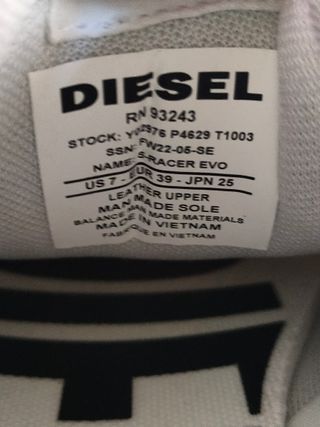 DIESEL
RN 93243
STOCK: P4629 T1003
SSN: FW22-05-SE
NAME: S-RACER EVO
US 7 - EUR 39 - JPN 25
LEATHER UPPER
MAN MADE SOLE
BALANCE MAN MADE MATERIALS
MADE IN VIETNAM
FABRIQUE EN VIETNAM